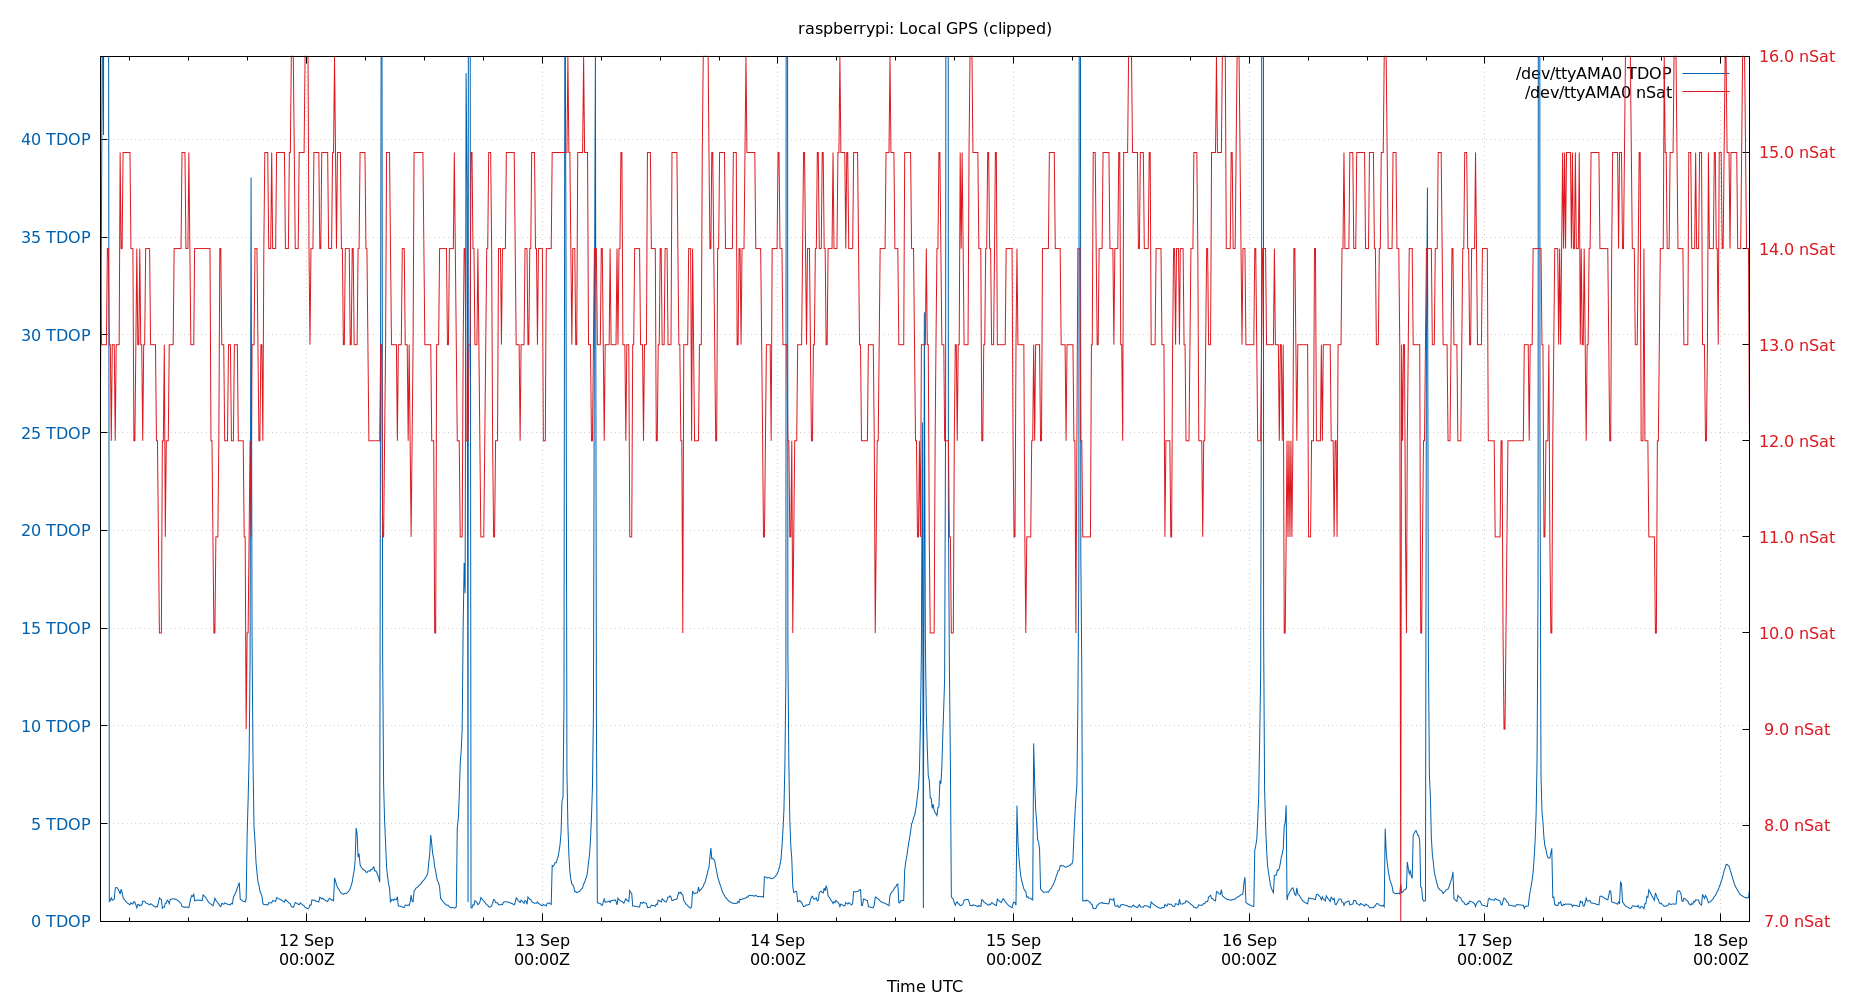 raspberrypi: Local GPS (clipped)
/dev/ttyAMA0 TDOP
/dev/ttyAMA0 nSat
40 TDOP
35 TDOP
30 TDOP
25 TDOP
20 TDOP
15 TDOP
10 TDOP
5 TDOP
0 TDOP
16.0 nSat
15.0 nSat
14.0 nSat
13.0 nSat
12.0 nSat
11.0 nSat
10.0 nSat
9.0 nSat
8.0 nSat
7.0 nSat
12 Sep
00:00Z
13 Sep
00:00Z
14 Sep
00:00Z
15 Sep
00:00Z
16 Sep
00:00Z
17 Sep
00:00Z
18 Sep
00:00Z
Time UTC